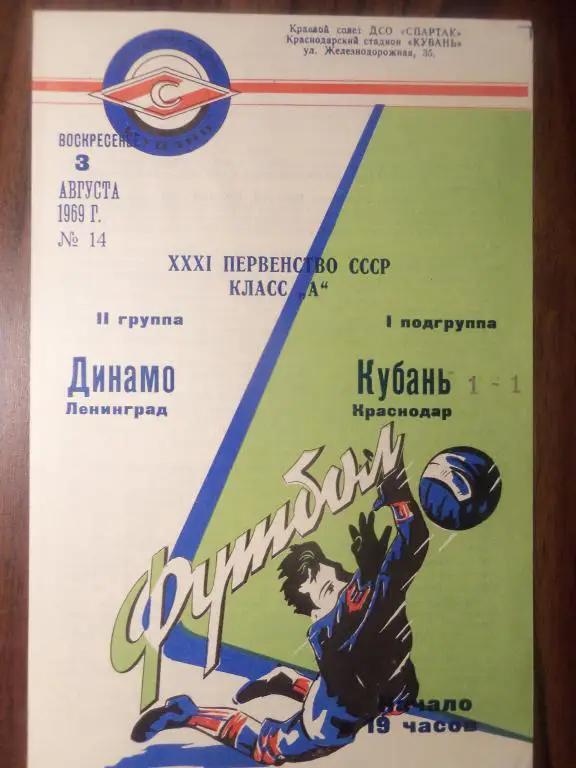 Краевой совет ДСО «СПАРТАК»
Краснодарский стадион «КУБАНЬ»
ул. Железнодорожная, 35.
С
КУБАНЬ
ВОСКРЕСЕНЬЕ
3
АВГУСТА
1969 Г.
№ 14
XXXI ПЕРВЕНСТВО СССР
КЛАСС „А“
II группа
I подгруппа
Динамо
Кубань 1 - 1
Ленинград
Краснодар
Футбол
Начало
19 часов